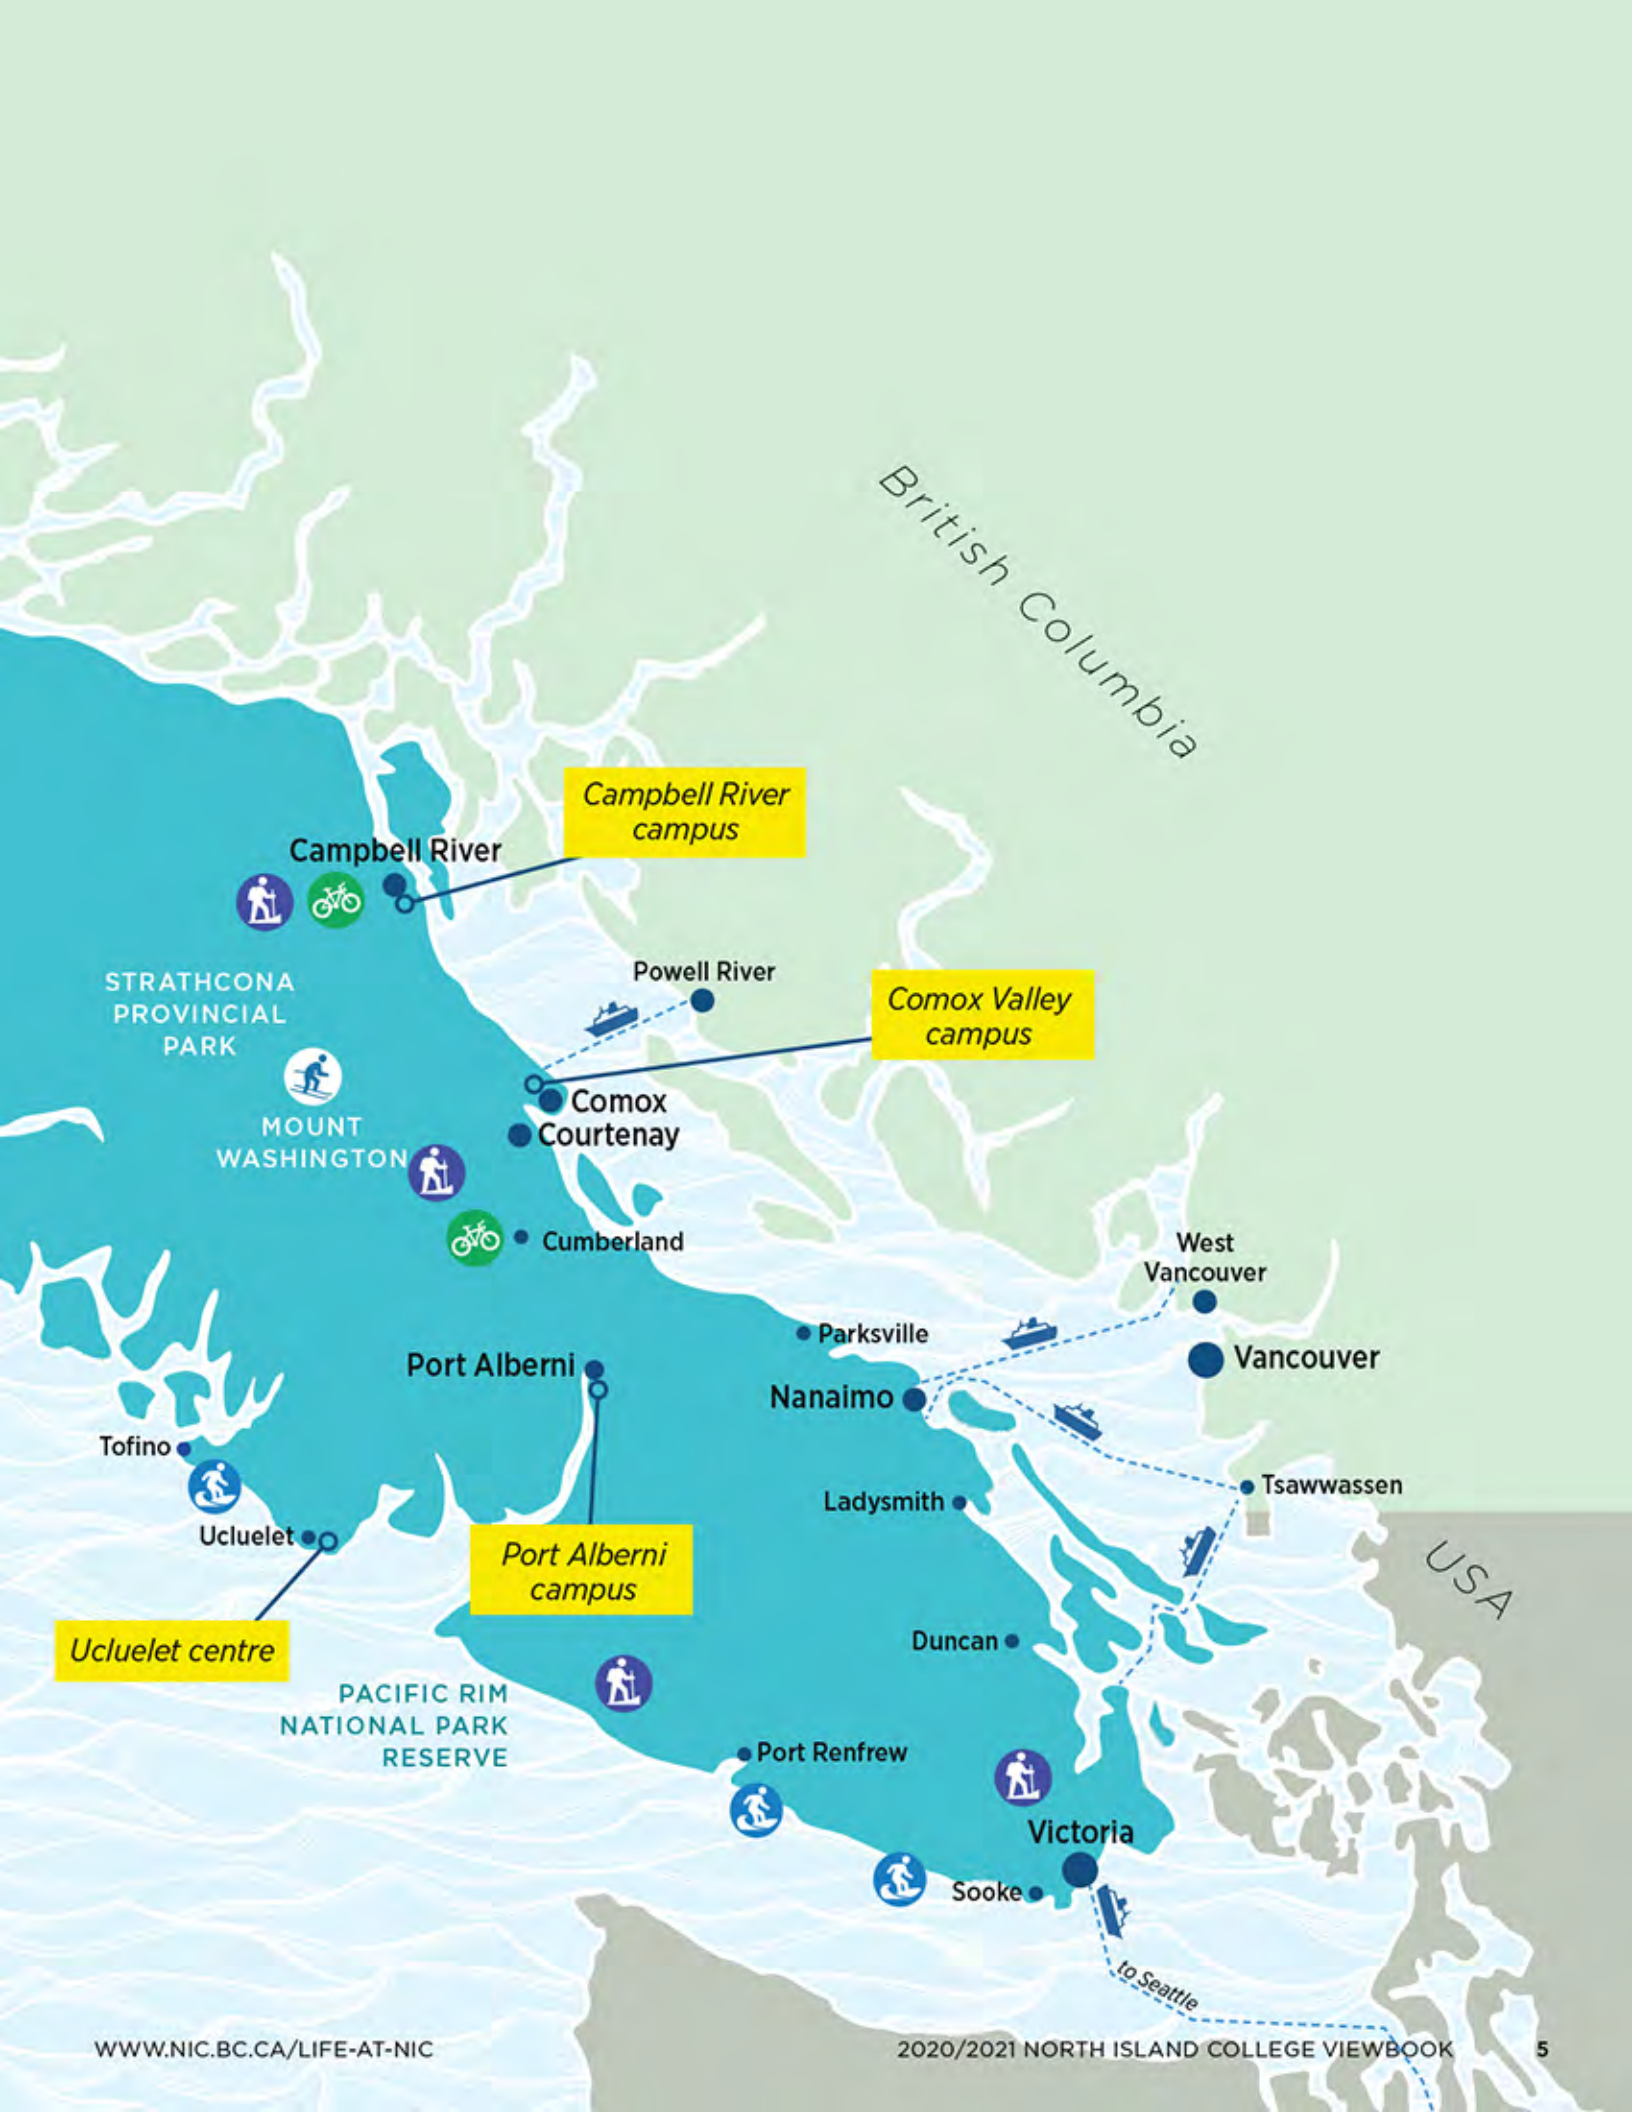 British Columbia
Campbell River
campus
Campbell River
Powell River
STRATHCONA
PROVINCIAL
PARK
Comox Valley
campus
MOUNT
WASHINGTON
Comox
Courtenay
Cumberland
West
Vancouver
Parksville
Vancouver
Port Alberni
Nanaimo
Tofino
Tsawwassen
Ladysmith
Ucluelet
USA
Port Alberni
campus
Ucluelet centre
Duncan
PACIFIC RIM
NATIONAL PARK
RESERVE
Port Renfrew
Victoria
Sooke
to Seattle
WWW.NIC.BC.CA/LIFE-AT-NIC
2020/2021 NORTH ISLAND COLLEGE VIEWBOOK 5